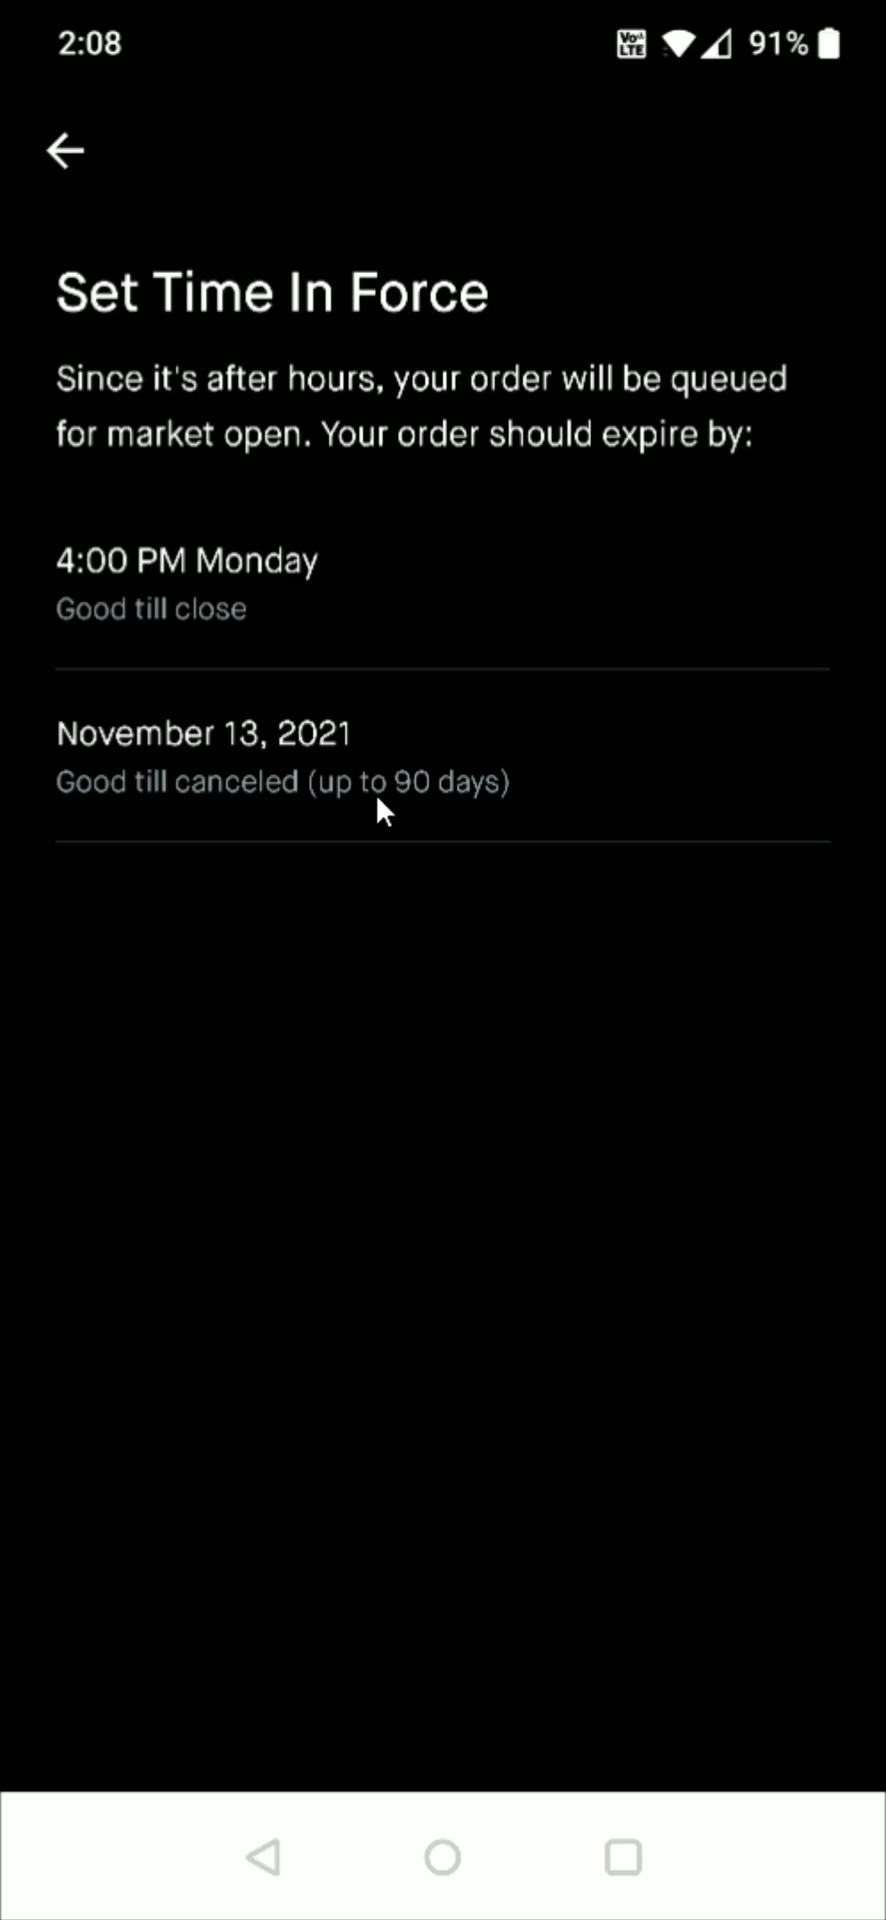 2:08
Vo LTE 91%
Set Time In Force
Since it's after hours, your order will be queued
for market open. Your order should expire by:
4:00 PM Monday
Good till close
November 13, 2021
Good till canceled (up to 90 days)